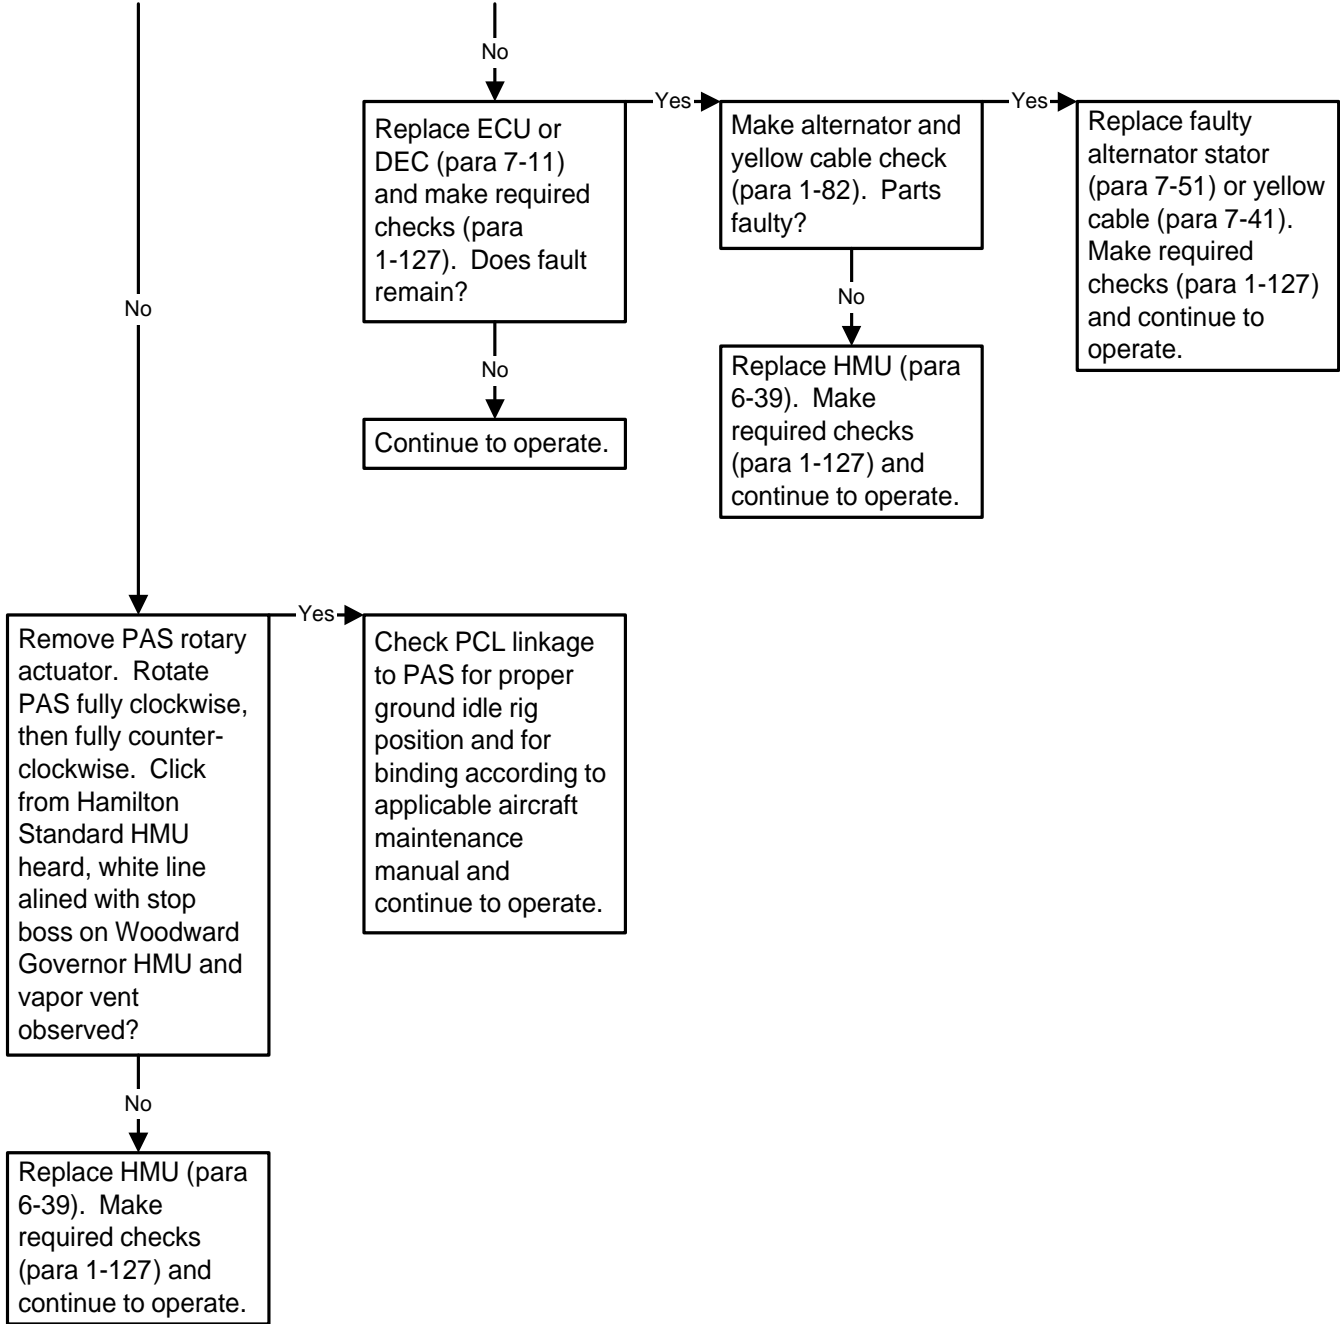 No
Replace ECU or
DEC (para 7-11)
and make required
checks (para
1-127). Does fault
remain?
Yes
Make alternator and
yellow cable check
(para 1-82). Parts
faulty?
Yes
Replace faulty
alternator stator
(para 7-51) or yellow
cable (para 7-41).
Make required
checks (para 1-127)
and continue to
operate.
No
No
No
Replace HMU (para
6-39). Make
required checks
(para 1-127) and
continue to operate.
Continue to operate.
Remove PAS rotary
actuator. Rotate
PAS fully clockwise,
then fully counter-
clockwise. Click
from Hamilton
Standard HMU
heard, white line
alined with stop
boss on Woodward
Governor HMU and
vapor vent
observed?
Yes
Check PCL linkage
to PAS for proper
ground idle rig
position and for
binding according to
applicable aircraft
maintenance
manual and
continue to operate.
No
Replace HMU (para
6-39). Make
required checks
(para 1-127) and
continue to operate.